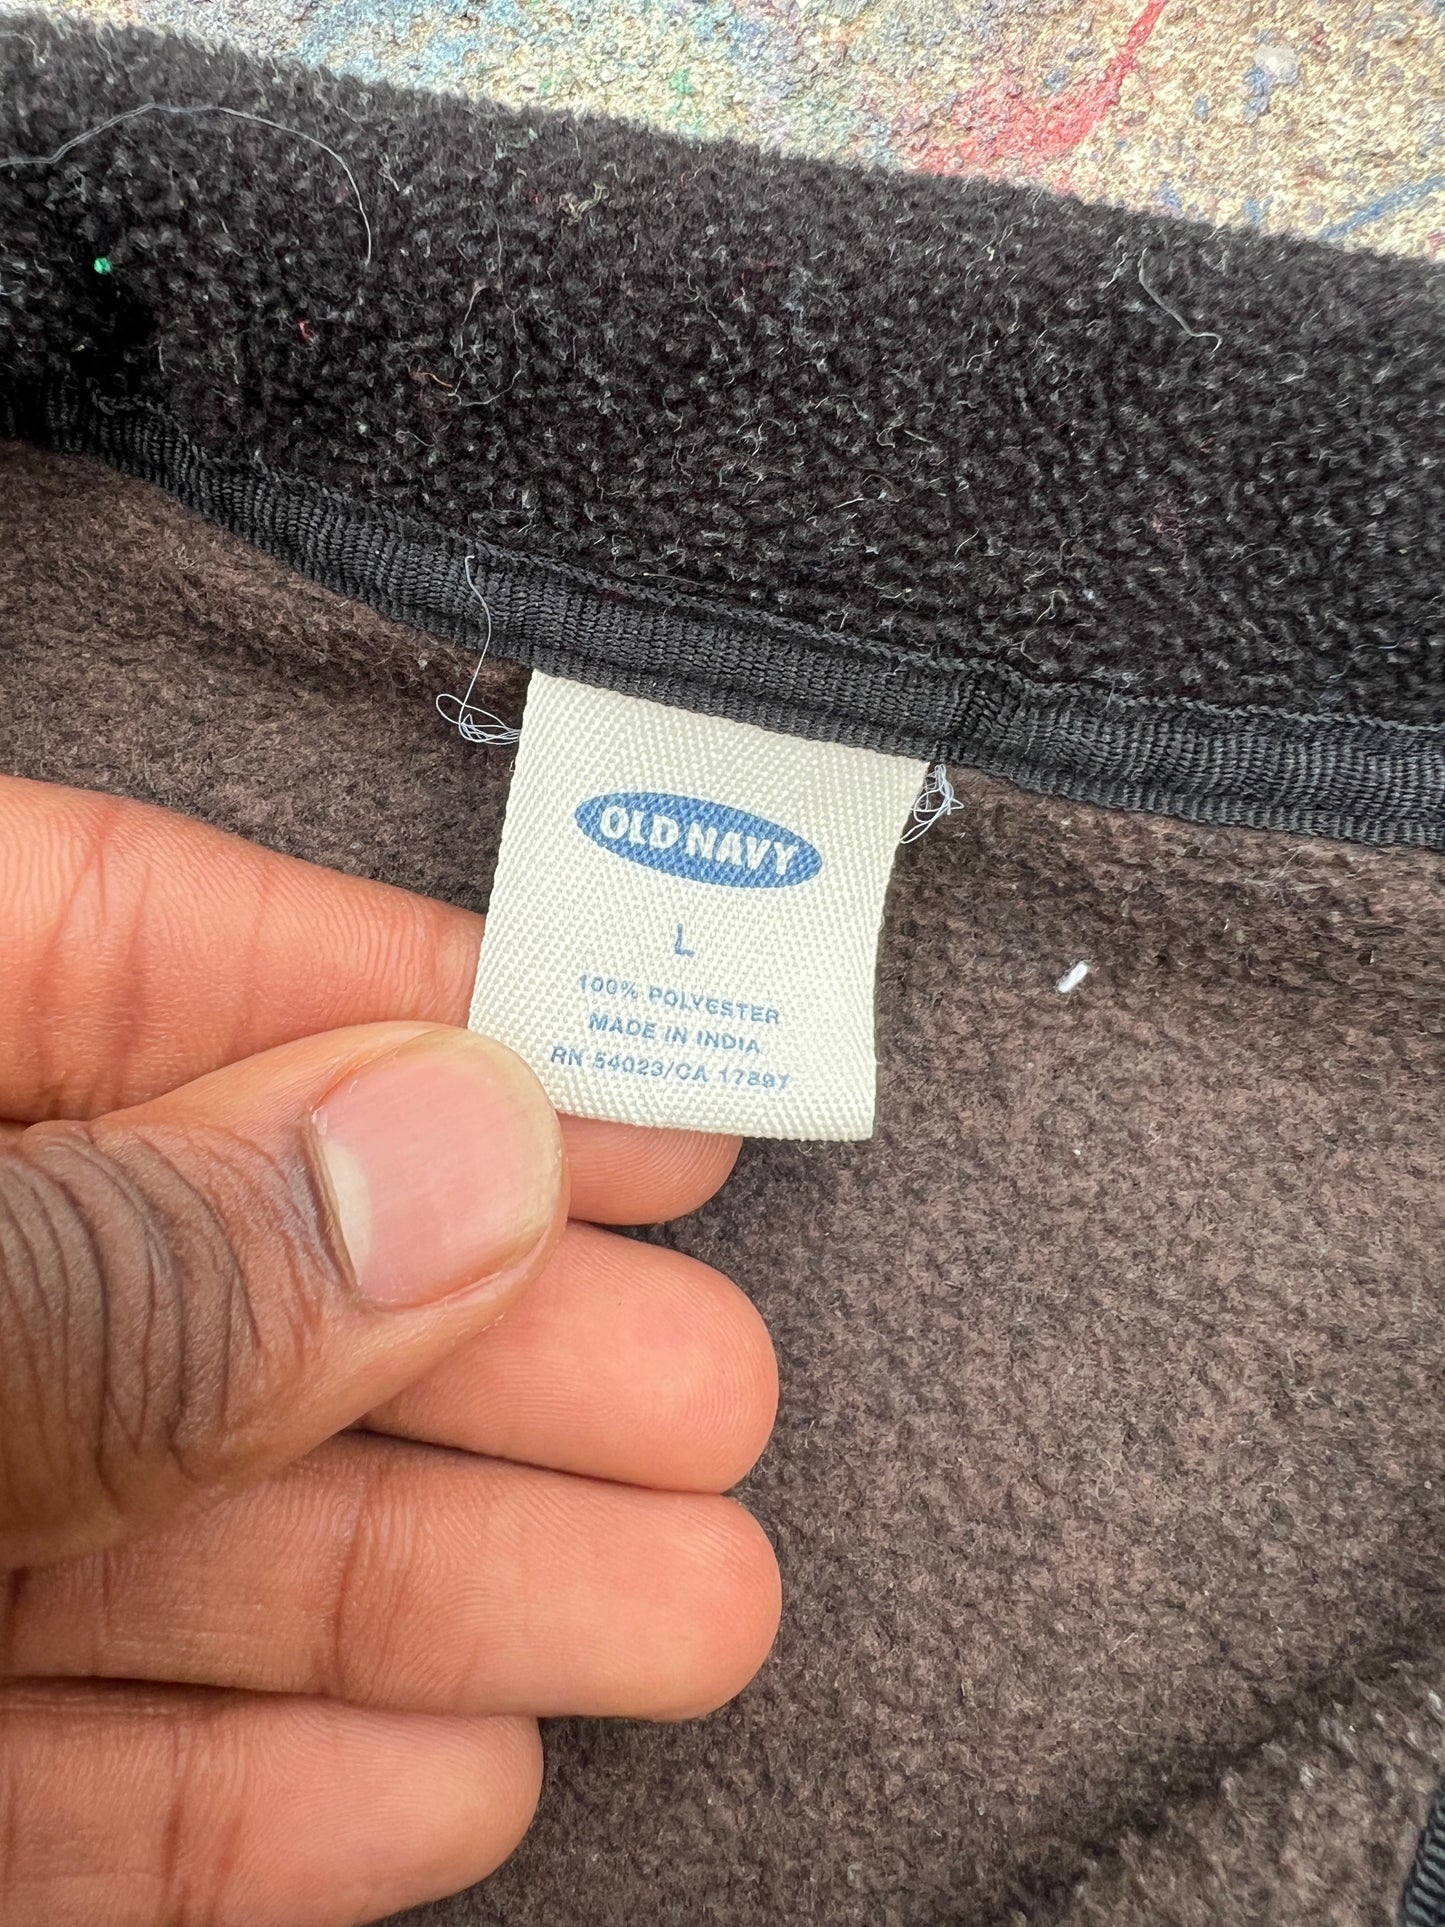 OLD NAVY
L
100% POLYESTER
MADE IN INDIA
RN 54023/CA 17897